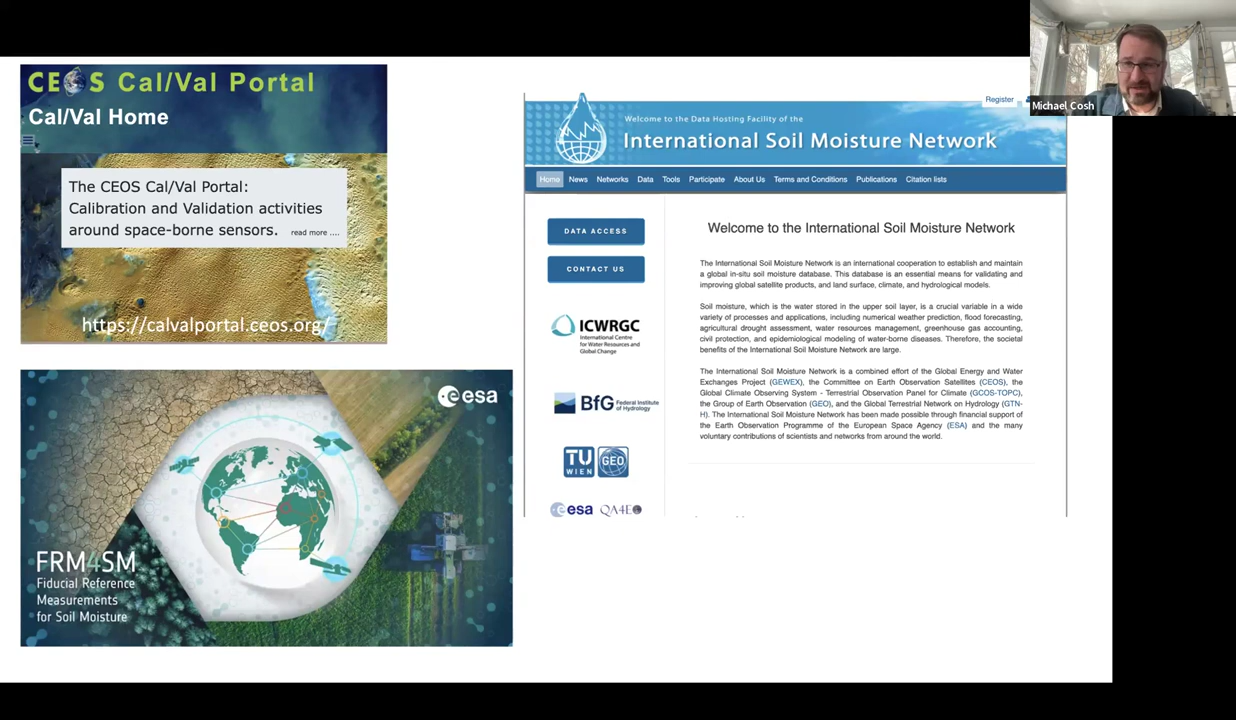 CEOS Cal/Val Portal
Cal/Val Home
The CEOS Cal/Val Portal:
Calibration and Validation activities
around space-borne sensors. read more ....
https://calvalportal.ceos.org/
esa
FRM4SM
Fiducial Reference
Measurements
for Soil Moisture
Register
Welcome to the Data Hosting Facility of the
International Soil Moisture Network
Home News Networks Data Tools Participate About Us Terms and Conditions Publications Citation lists
DATA ACCESS
CONTACT US
ICWRGC
International Centre
for Water Resources and
Global Change
BfG Federal Institute
of Hydrology
TU
WIEN
GEO
esa QA4EO
Welcome to the International Soil Moisture Network
The International Soil Moisture Network is an international cooperation to establish and maintain
a global in-situ soil moisture database. This database is an essential means for validating and
improving global satellite products, and land surface, climate, and hydrological models.
Soil moisture, which is the water stored in the upper soil layer, is a crucial variable in a wide
variety of processes and applications, including numerical weather prediction, flood forecasting,
agricultural drought assessment, water resources management, greenhouse gas accounting,
civil protection, and epidemiological modeling of water-borne diseases. Therefore, the societal
benefits of the International Soil Moisture Network are large.
The International Soil Moisture Network is a combined effort of the Global Energy and Water
Exchanges Project (GEWEX), the Committee on Earth Observation Satellites (CEOS), the
Global Climate Observing System - Terrestrial Observation Panel for Climate (GCOS-TOPC),
the Group of Earth Observation (GEO), and the Global Terrestrial Network on Hydrology (GTN-
H). The International Soil Moisture Network has been made possible through financial support of
the Earth Observation Programme of the European Space Agency (ESA) and the many
voluntary contributions of scientists and networks from around the world.
Michael Cosh